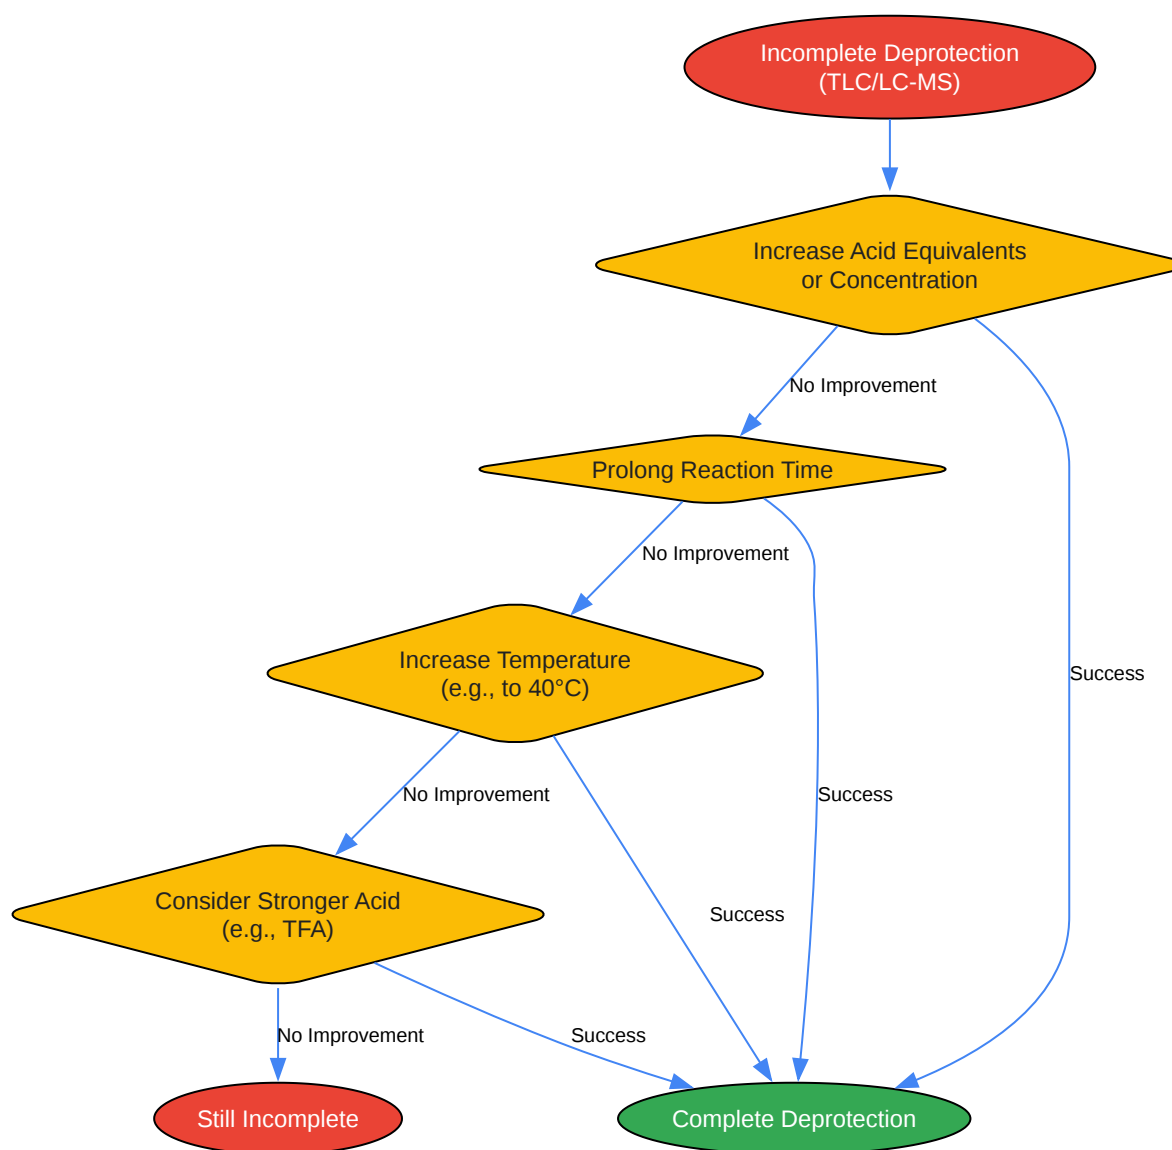 Incomplete Deprotection
(TLC/LC-MS)
Increase Acid Equivalents
or Concentration
No Improvement
Prolong Reaction Time
No Improvement
Increase Temperature
(e.g., to 40°C)
Success
No Improvement
Success
Consider Stronger Acid
(e.g., TFA)
Success
No Improvement
Success
Still Incomplete
Complete Deprotection